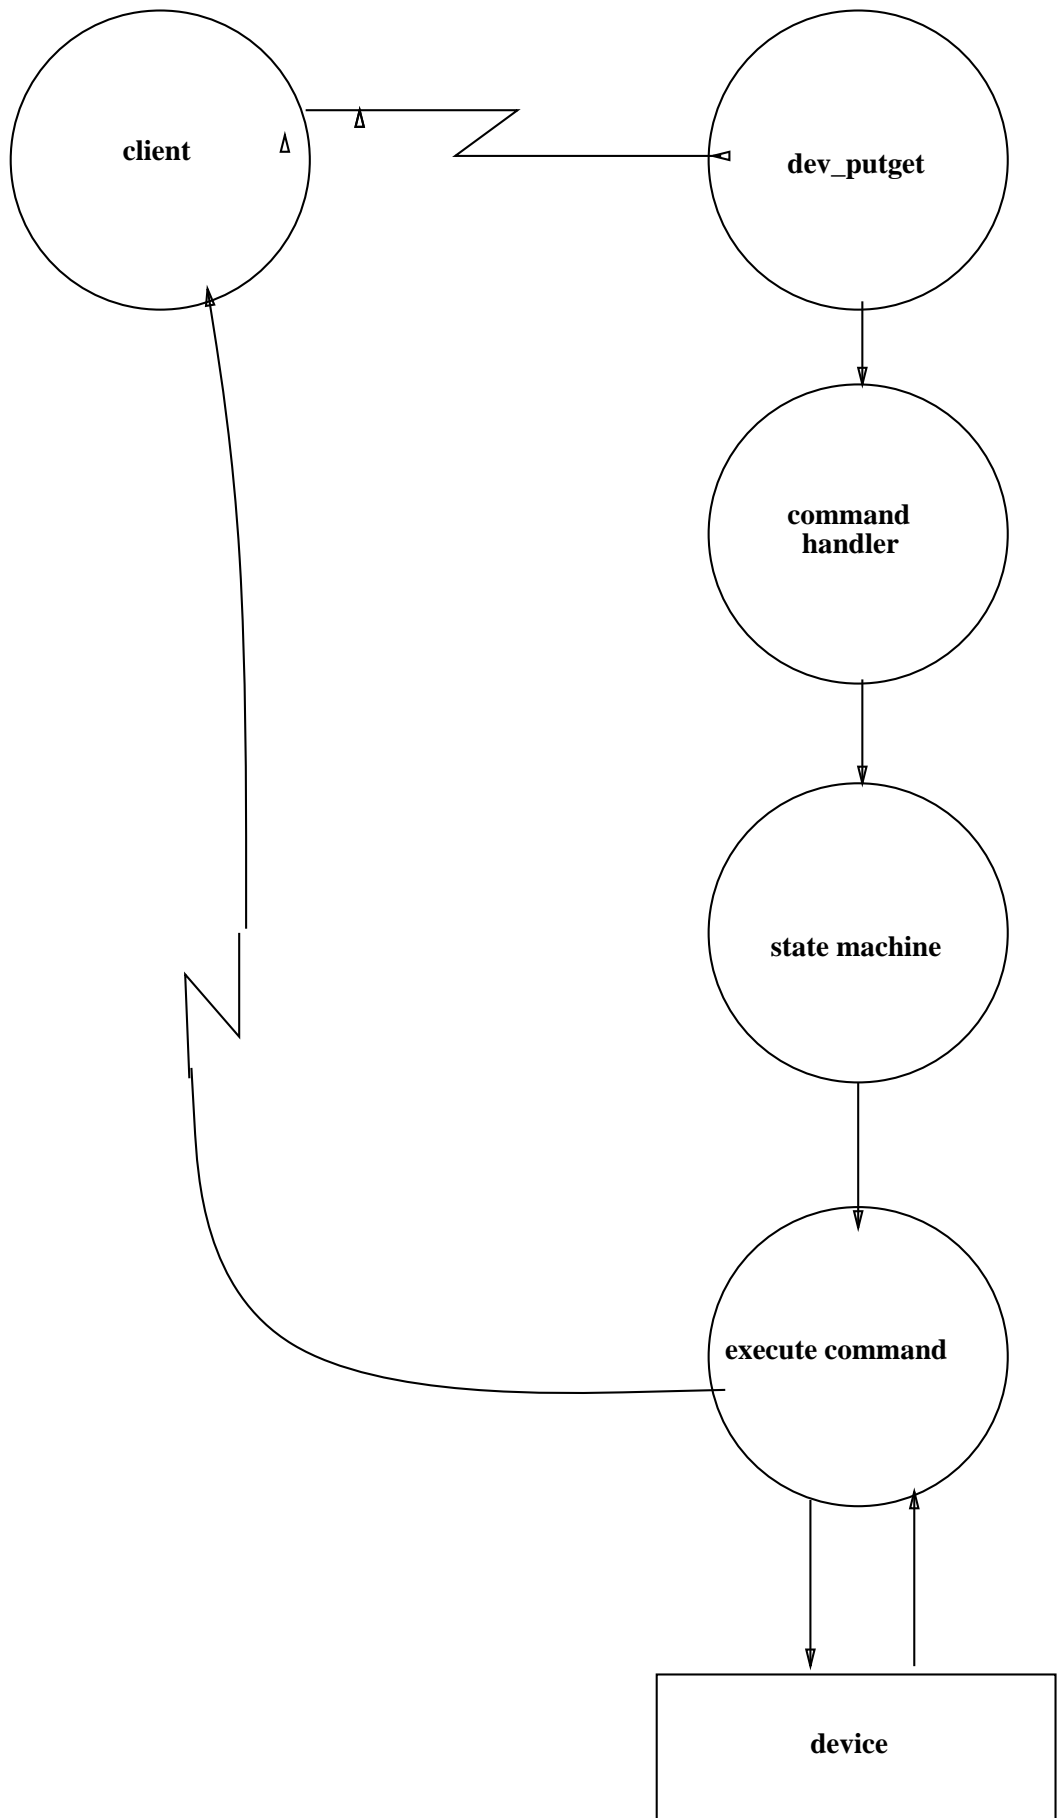 client
dev_putget
command
handler
state machine
execute command
device